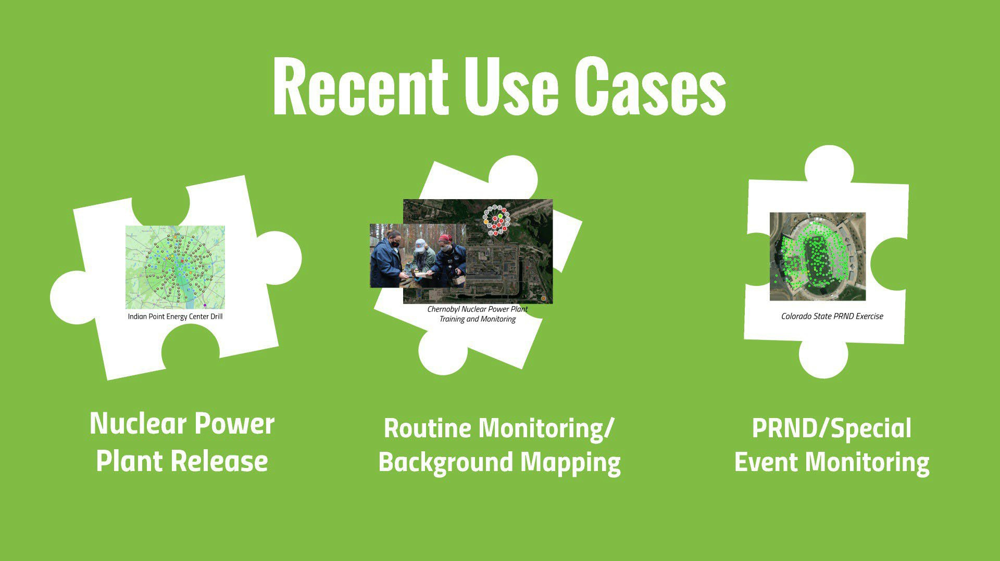 Recent Use Cases
Indian Point Energy Center Drill
Nuclear Power
Plant Release
Chernobyl Nuclear Power Plant
Training and Monitoring
Routine Monitoring/
Background Mapping
Colorado State PRND Exercise
PRND/Special
Event Monitoring